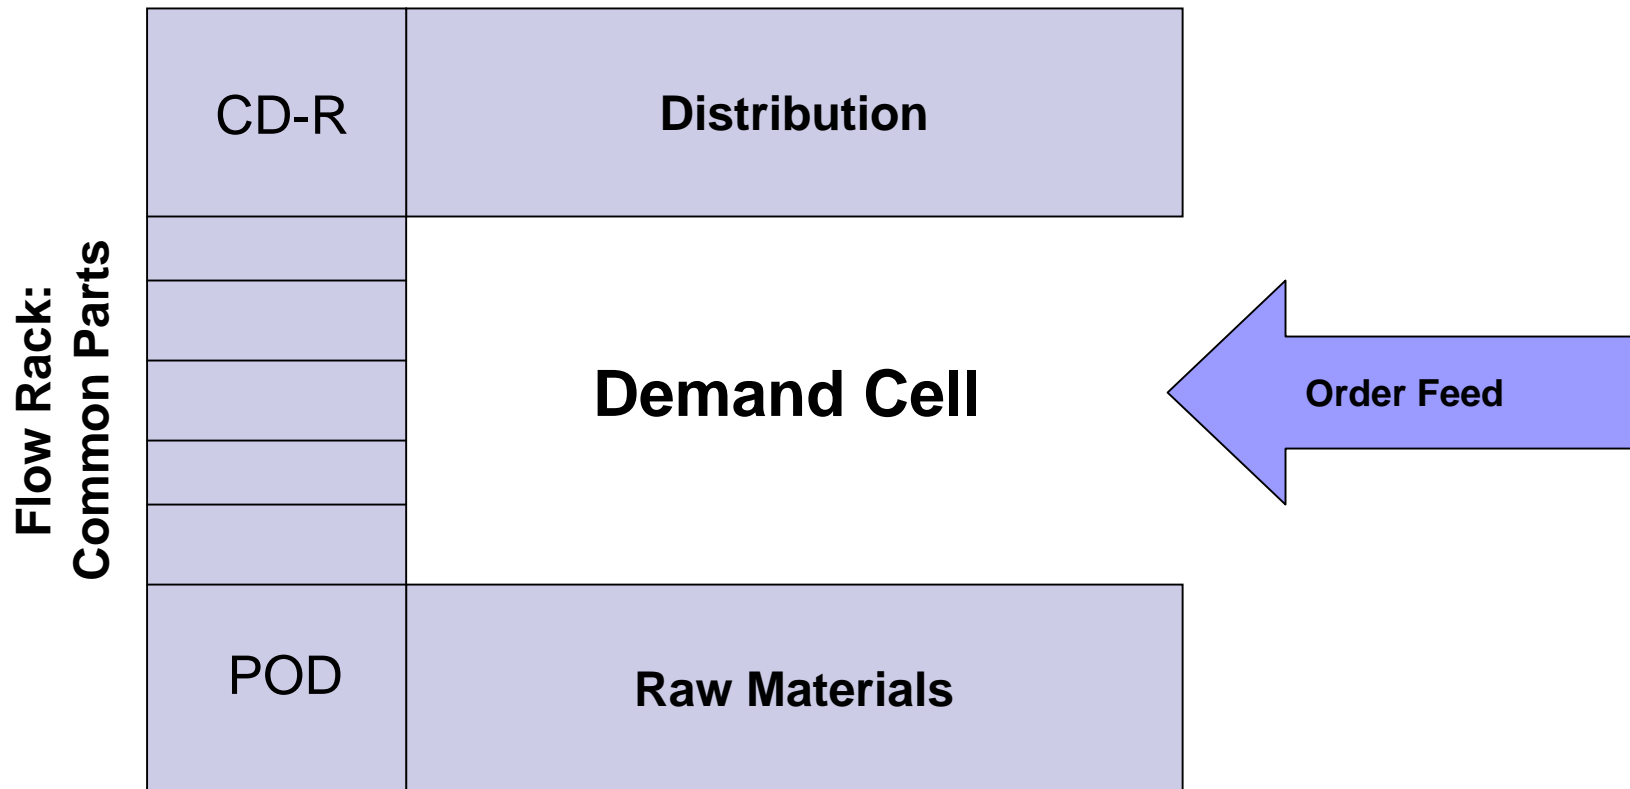 CD-R
Distribution
Flow Rack:
Common Parts
Demand Cell
Order Feed
POD
Raw Materials